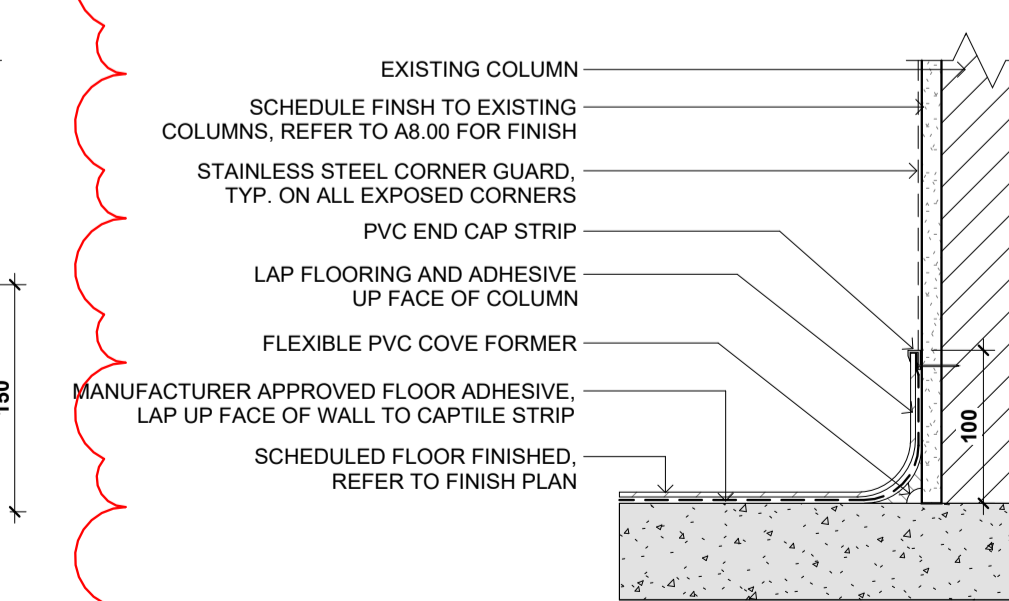 EXISTING COLUMN
SCHEDULE FINSH TO EXISTING
COLUMNS, REFER TO A8.00 FOR FINISH
STAINLESS STEEL CORNER GUARD,
TYP. ON ALL EXPOSED CORNERS
PVC END CAP STRIP
LAP FLOORING AND ADHESIVE
UP FACE OF COLUMN
FLEXIBLE PVC COVE FORMER
MANUFACTURER APPROVED FLOOR ADHESIVE,
LAP UP FACE OF WALL TO CAPTILE STRIP
SCHEDULED FLOOR FINISHED,
REFER TO FINISH PLAN
150
100